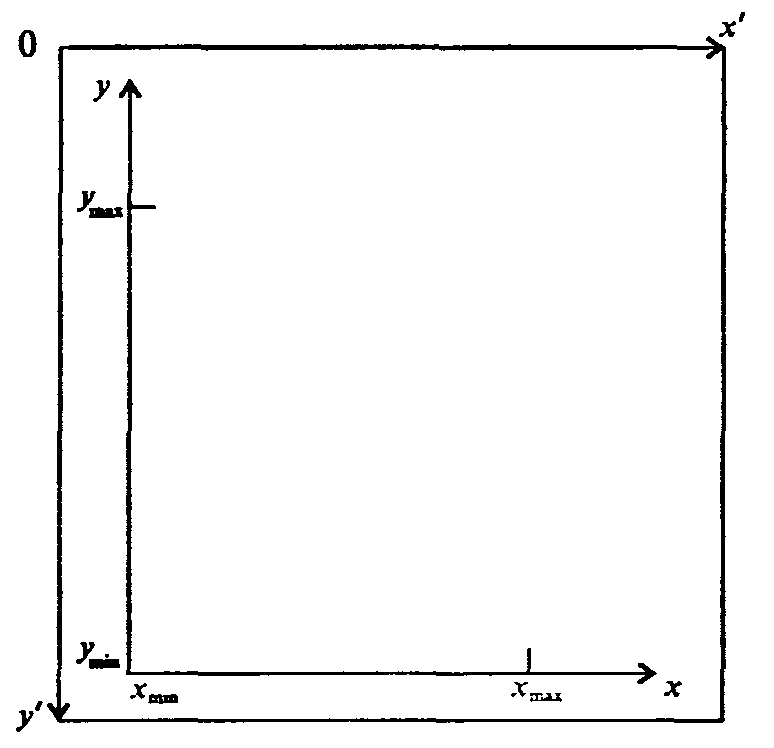 0 x′
y
y_max
y_min
x_min x_max x
y′